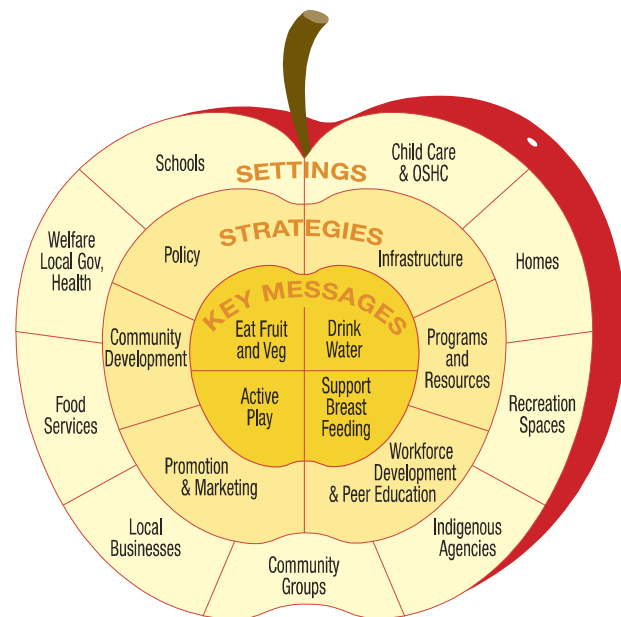 Schools
SETTINGS
Child Care
& OSHC
Welfare
Local Gov,
Health
STRATEGIES
Policy
Infrastructure
Homes
KEY MESSAGES
Community
Development
Eat Fruit
and Veg
Drink
Water
Programs
and
Resources
Food
Services
Active
Play
Support
Breast
Feeding
Recreation
Spaces
Promotion
& Marketing
Workforce
Development
& Peer Education
Local
Businesses
Community
Groups
Indigenous
Agencies